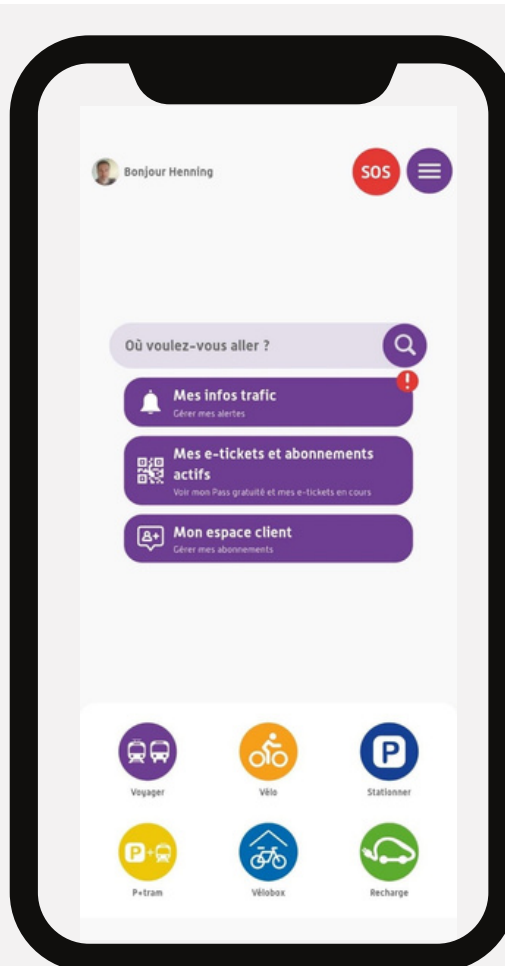 Bonjour Henning
SOS
Où voulez-vous aller ?
!
Mes infos trafic
Gérer mes alertes
Mes e-tickets et abonnements
actifs
Voir mon Pass gratuité et mes e-tickets en cours
Mon espace client
Gérer mes abonnements
P
Voyager
Vélo
Stationner
P+
P+tram
Vélobox
Recharge